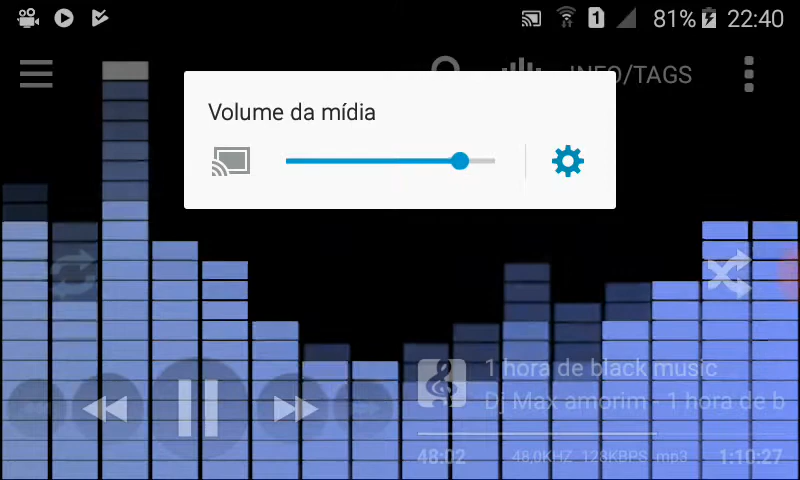 1
81%
22:40
INFO/TAGS
Volume da mídia
1 hora de black music
Dj Max amorim - 1 hora de b
48:02
48,0KHZ 128KBPS mp3
1:10:27